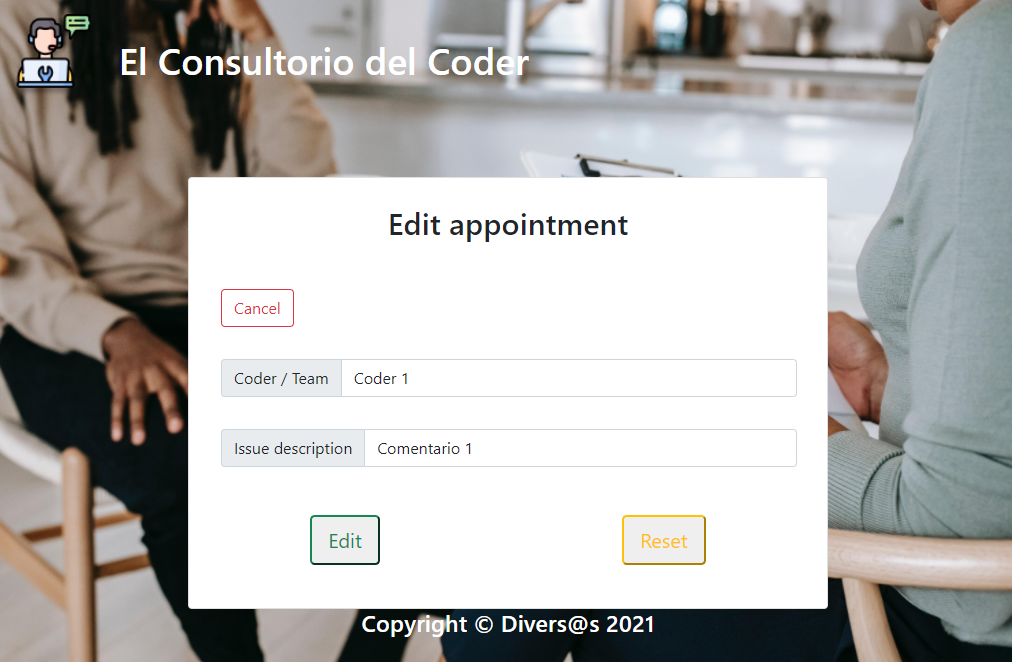 El Consultorio del Coder
Edit appointment
Cancel
Coder / Team Coder 1
Issue description Comentario 1
Edit Reset
Copyright © Divers@s 2021